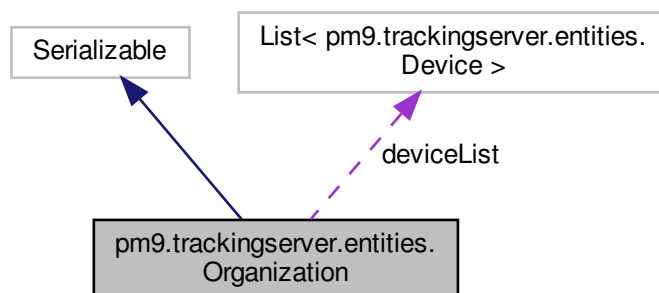 Serializable
List< pm9.trackingserver.entities.
Device >
deviceList
pm9.trackingserver.entities.
Organization